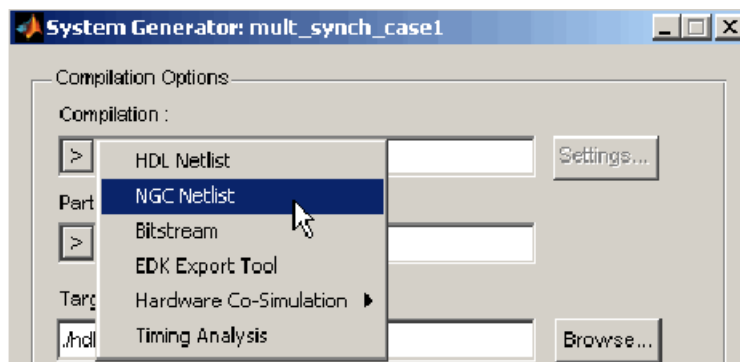 System Generator: mult_synch_case1
Compilation Options
Compilation :
> Settings...
HDL Netlist
NGC Netlist
Part
Bitstream
>
EDK Export Tool
Targ
Hardware Co-Simulation
./hdl
Timing Analysis
Browse...